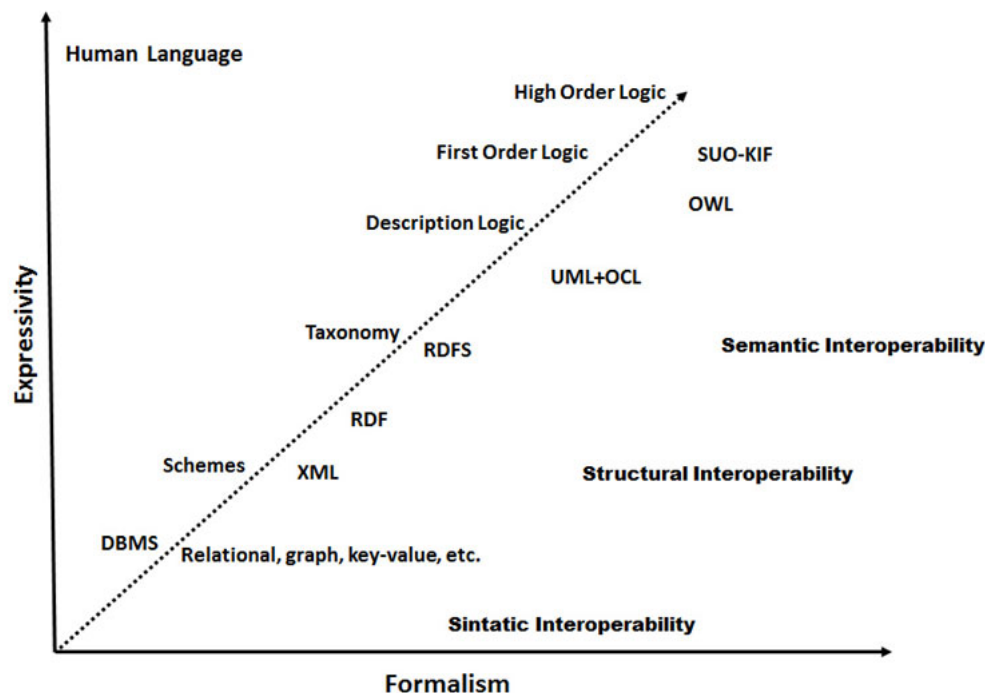 Human Language
High Order Logic
First Order Logic
SUO-KIF
OWL
Description Logic
UML+OCL
Expressivity
Taxonomy
RDFS
Semantic Interoperability
RDF
Schemes
XML
Structural Interoperability
DBMS
Relational, graph, key-value, etc.
Sintatic Interoperability
Formalism